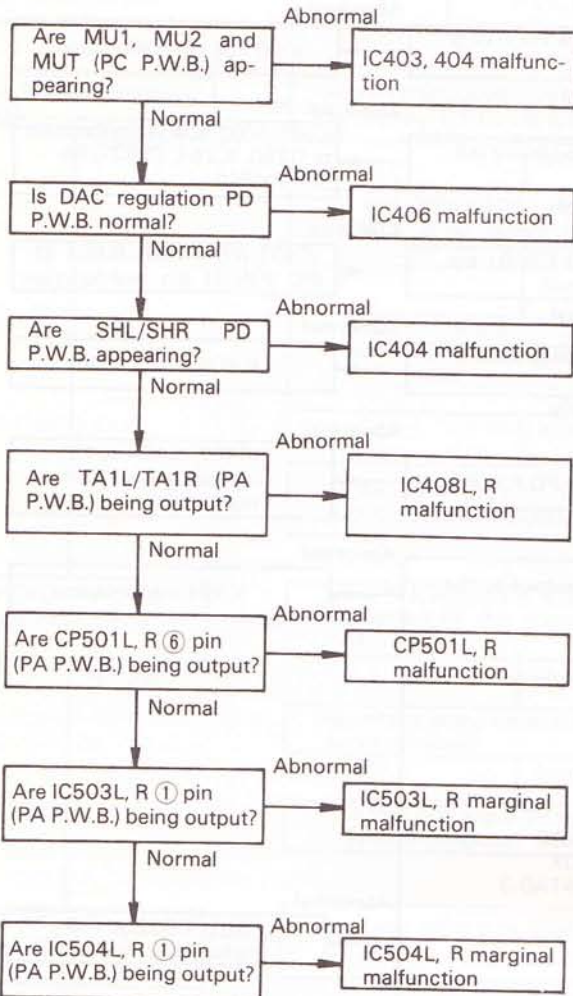 Are MU1, MU2 and
MUT (PC P.W.B.) ap-
pearing?
Abnormal
IC403, 404 malfunc-
tion
Normal
Is DAC regulation PD
P.W.B. normal?
Abnormal
IC406 malfunction
Normal
Are SHL/SHR PD
P.W.B. appearing?
Abnormal
IC404 malfunction
Normal
Are TA1L/TA1R (PA
P.W.B.) being output?
Abnormal
IC408L, R
malfunction
Normal
Are CP501L, R ⑥ pin
(PA P.W.B.) being output?
Abnormal
CP501L, R
malfunction
Normal
Are IC503L, R ① pin
(PA P.W.B.) being output?
Abnormal
IC503L, R marginal
malfunction
Normal
Are IC504L, R ① pin
(PA P.W.B.) being output?
Abnormal
IC504L, R marginal
malfunction